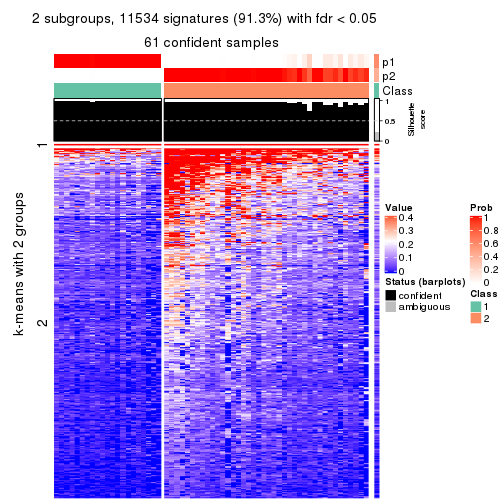 2 subgroups, 11534 signatures (91.3%) with fdr < 0.05
61 confident samples
p1
p2
Class
1
0.5
0
Silhouette
score
1
2
k-means with 2 groups
Value
0.4
0.3
0.2
0.1
0
Status (barplots)
confident
ambiguous
Prob
1
0.8
0.6
0.4
0.2
0
Class
1
2